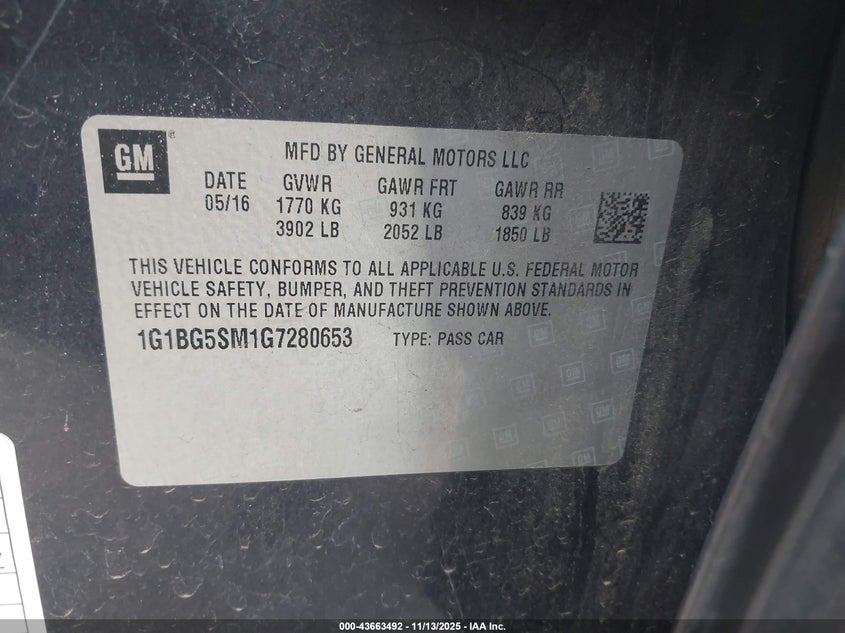 GM
MFD BY GENERAL MOTORS LLC
DATE GVWR GAWR FRT GAWR RR
05/16 1770 KG 931 KG 839 KG
3902 LB 2052 LB 1850 LB
THIS VEHICLE CONFORMS TO ALL APPLICABLE U.S. FEDERAL MOTOR
VEHICLE SAFETY, BUMPER, AND THEFT PREVENTION STANDARDS IN
EFFECT ON THE DATE OF MANUFACTURE SHOWN ABOVE.
1G1BG5SM1G7280653 TYPE: PASS CAR
000-43663492 - 11/13/2025 - IAA Inc.